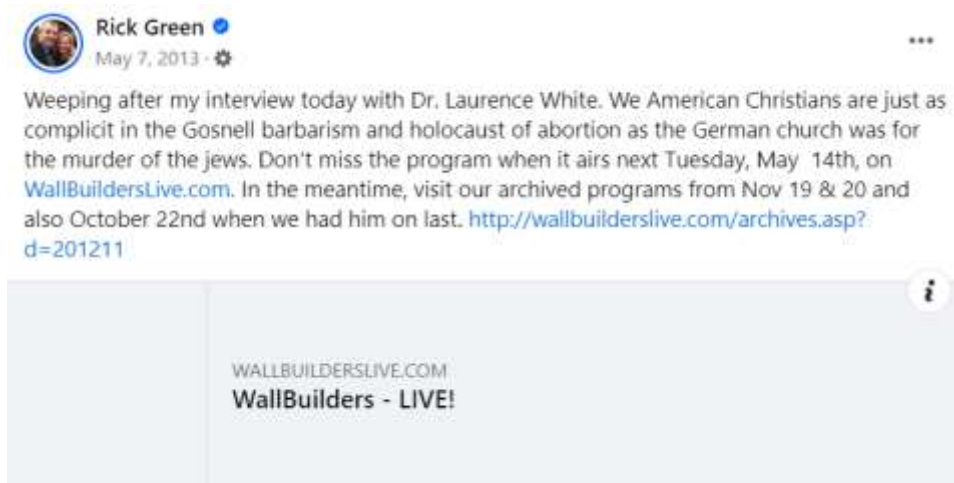 Rick Green
May 7, 2013 ·
Weeping after my interview today with Dr. Laurence White. We American Christians are just as
complicit in the Gosnell barbarism and holocaust of abortion as the German church was for
the murder of the jews. Don't miss the program when it airs next Tuesday, May 14th, on
WallBuildersLive.com. In the meantime, visit our archived programs from Nov 19 & 20 and
also October 22nd when we had him on last. http://wallbuilderslive.com/archives.asp?
d=201211
i
WALLBUILDERSLIVE.COM
WallBuilders - LIVE!